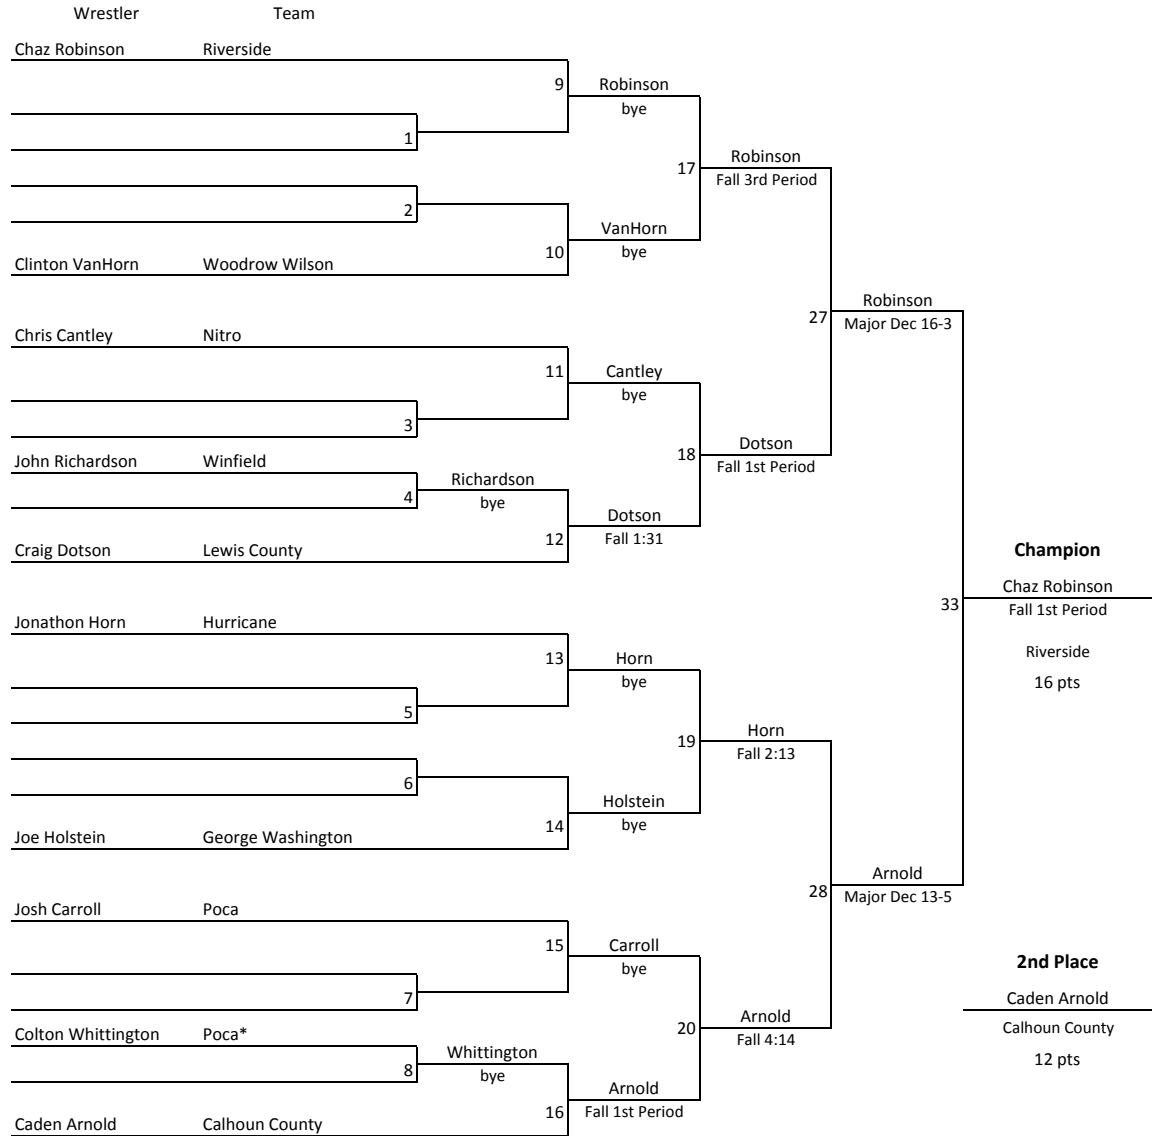 Wrestler Team
Chaz Robinson Riverside
9
Robinson
bye
1
Robinson
17
Fall 3rd Period
2
VanHorn
10
bye
Clinton VanHorn Woodrow Wilson
Robinson
27
Major Dec 16-3
Chris Cantley Nitro
11
Cantley
bye
3
Dotson
18
Fall 1st Period
John Richardson Winfield
Richardson
4
bye
Dotson
12
Fall 1:31
Craig Dotson Lewis County
Champion
Chaz Robinson
33
Fall 1st Period
Riverside
16 pts
Jonathon Horn Hurricane
13
Horn
bye
5
Horn
19
Fall 2:13
6
Holstein
14
bye
Joe Holstein George Washington
Arnold
28
Major Dec 13-5
Josh Carroll Poca
15
Carroll
bye
7
2nd Place
Caden Arnold
Calhoun County
12 pts
Arnold
20
Fall 4:14
Colton Whittington Poca*
Whittington
8
bye
Arnold
16
Fall 1st Period
Caden Arnold Calhoun County